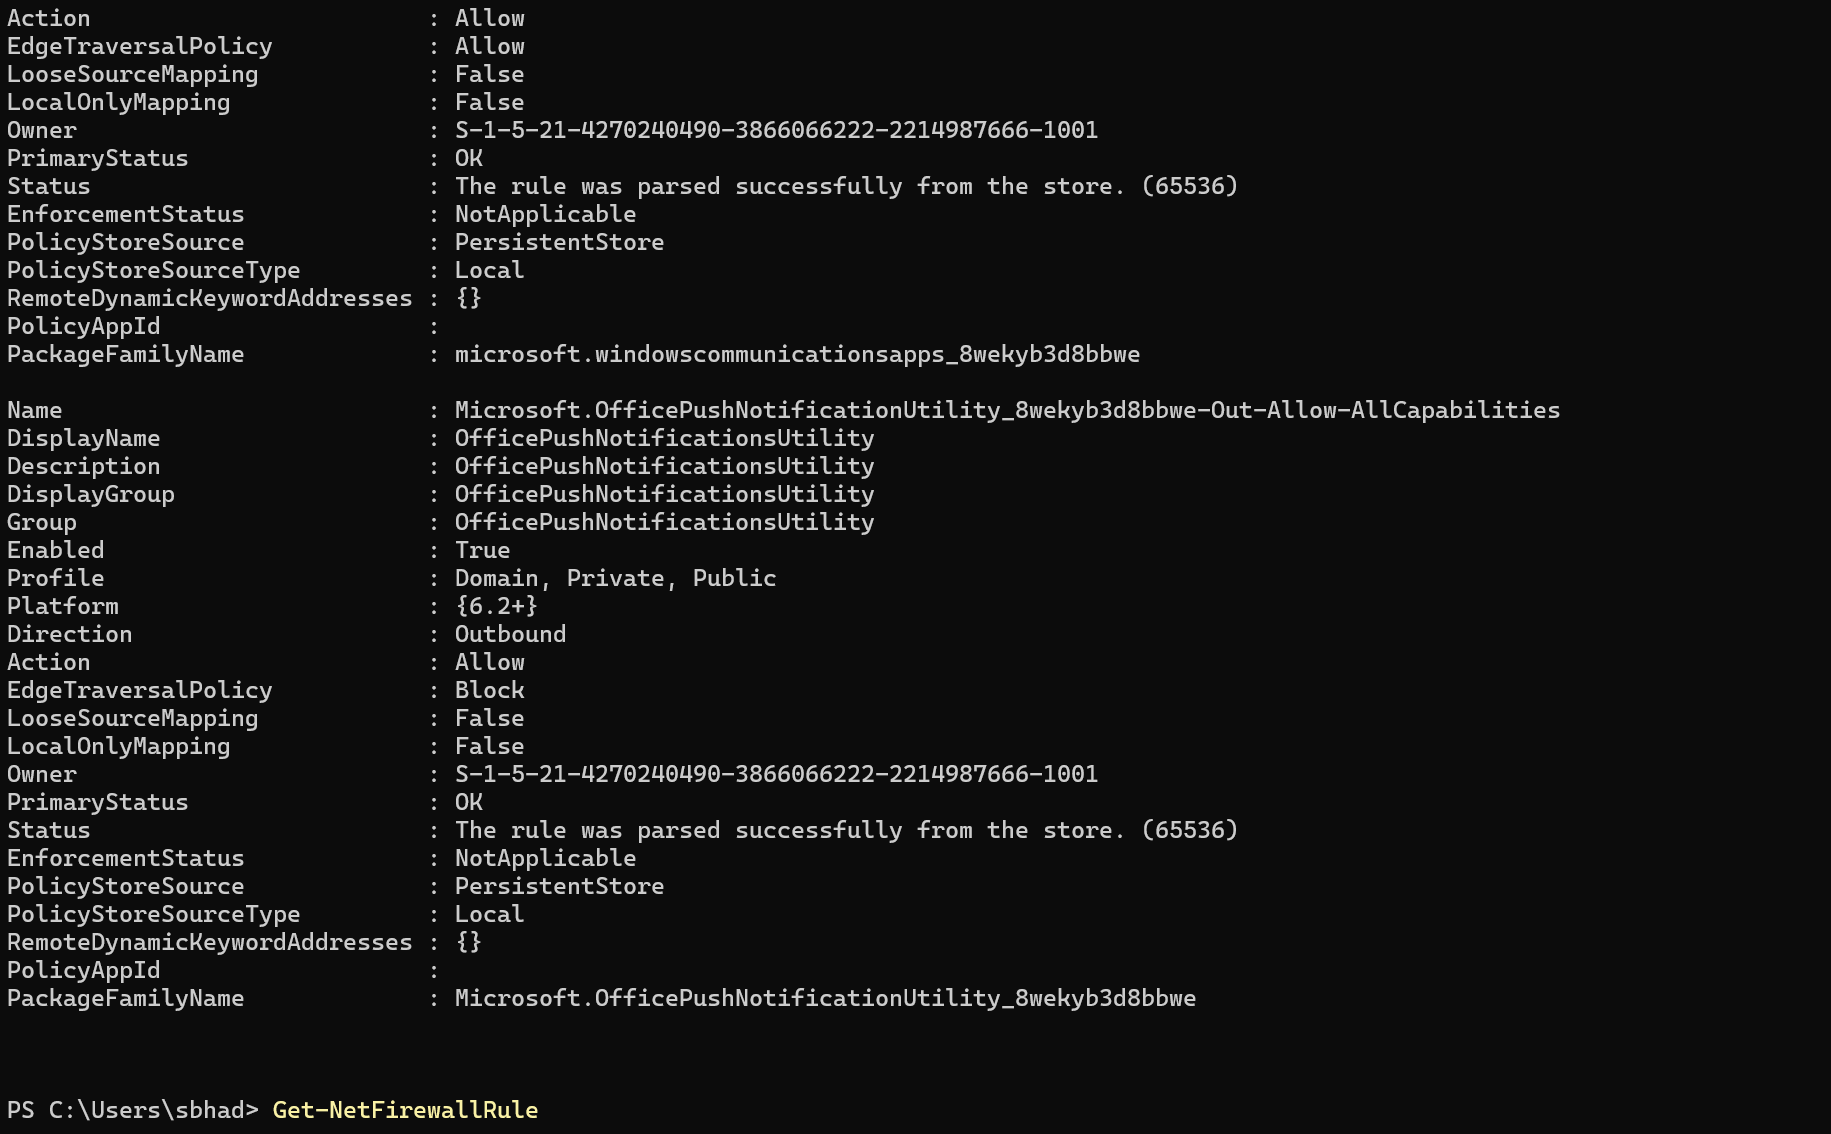 Action                        : Allow
EdgeTraversalPolicy           : Allow
LooseSourceMapping            : False
LocalOnlyMapping              : False
Owner                         : S-1-5-21-4270240490-3866066222-2214987666-1001
PrimaryStatus                 : OK
Status                        : The rule was parsed successfully from the store. (65536)
EnforcementStatus             : NotApplicable
PolicyStoreSource             : PersistentStore
PolicyStoreSourceType         : Local
RemoteDynamicKeywordAddresses : {}
PolicyAppId                   :
PackageFamilyName             : microsoft.windowscommunicationsapps_8wekyb3d8bbwe

Name                          : Microsoft.OfficePushNotificationUtility_8wekyb3d8bbwe-Out-Allow-AllCapabilities
DisplayName                   : OfficePushNotificationsUtility
Description                   : OfficePushNotificationsUtility
DisplayGroup                  : OfficePushNotificationsUtility
Group                         : OfficePushNotificationsUtility
Enabled                       : True
Profile                       : Domain, Private, Public
Platform                      : {6.2+}
Direction                     : Outbound
Action                        : Allow
EdgeTraversalPolicy           : Block
LooseSourceMapping            : False
LocalOnlyMapping              : False
Owner                         : S-1-5-21-4270240490-3866066222-2214987666-1001
PrimaryStatus                 : OK
Status                        : The rule was parsed successfully from the store. (65536)
EnforcementStatus             : NotApplicable
PolicyStoreSource             : PersistentStore
PolicyStoreSourceType         : Local
RemoteDynamicKeywordAddresses : {}
PolicyAppId                   :
PackageFamilyName             : Microsoft.OfficePushNotificationUtility_8wekyb3d8bbwe

PS C:\Users\sbhad> Get-NetFirewallRule